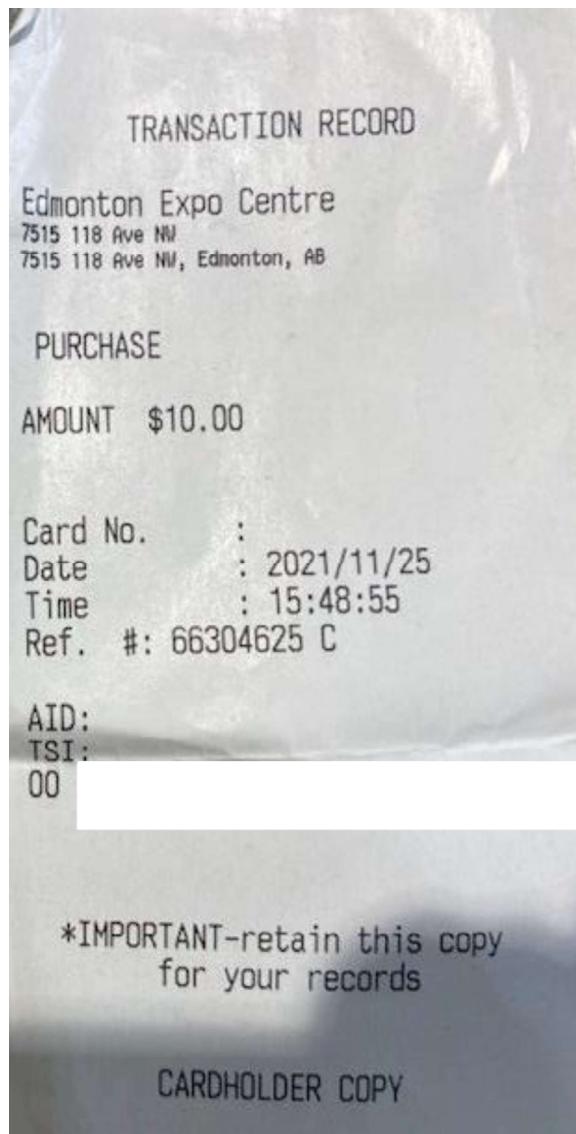 TRANSACTION RECORD
Edmonton Expo Centre
7515 118 Ave NW
7515 118 Ave NW, Edmonton, AB
PURCHASE
AMOUNT $10.00
Card No. :
Date : 2021/11/25
Time : 15:48:55
Ref. #: 66304625 C
AID:
TSI:
00
*IMPORTANT-retain this copy
for your records
CARDHOLDER COPY